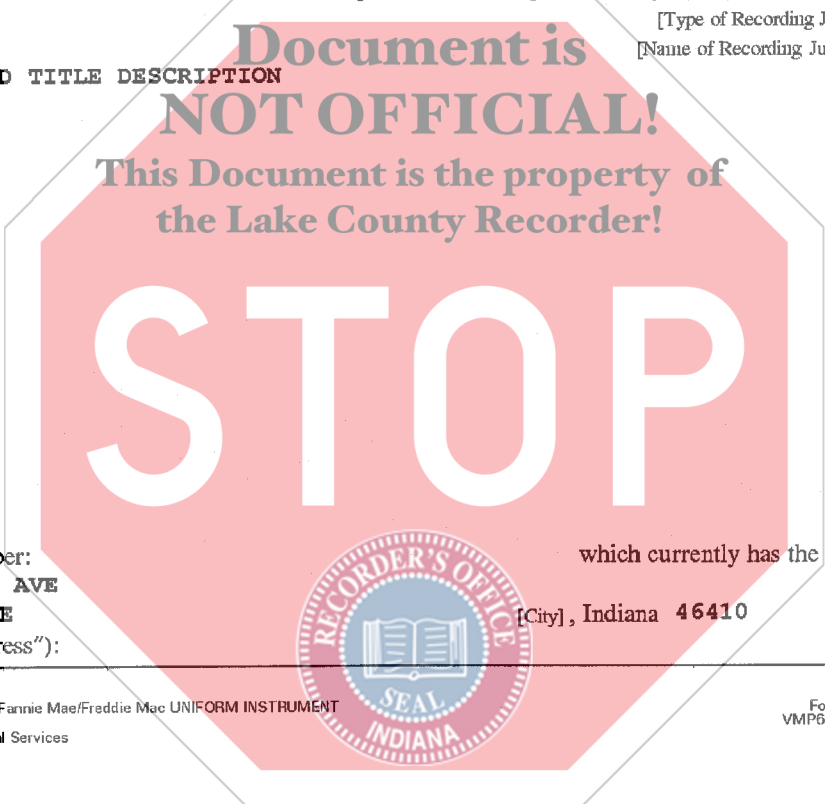 [Type of Recording J
Document is
[Name of Recording Ju
D TITLE DESCRIPTION
NOT OFFICIAL!
This Document is the property of
the Lake County Recorder!
STOP
er:
which currently has the
AVE
E
[City], Indiana 46410
ress"):
RECORDER'S OFFICE
SEAL
INDIANA
Fannie Mae/Freddie Mac UNIFORM INSTRUMENT
Fo
VMP6
l Services